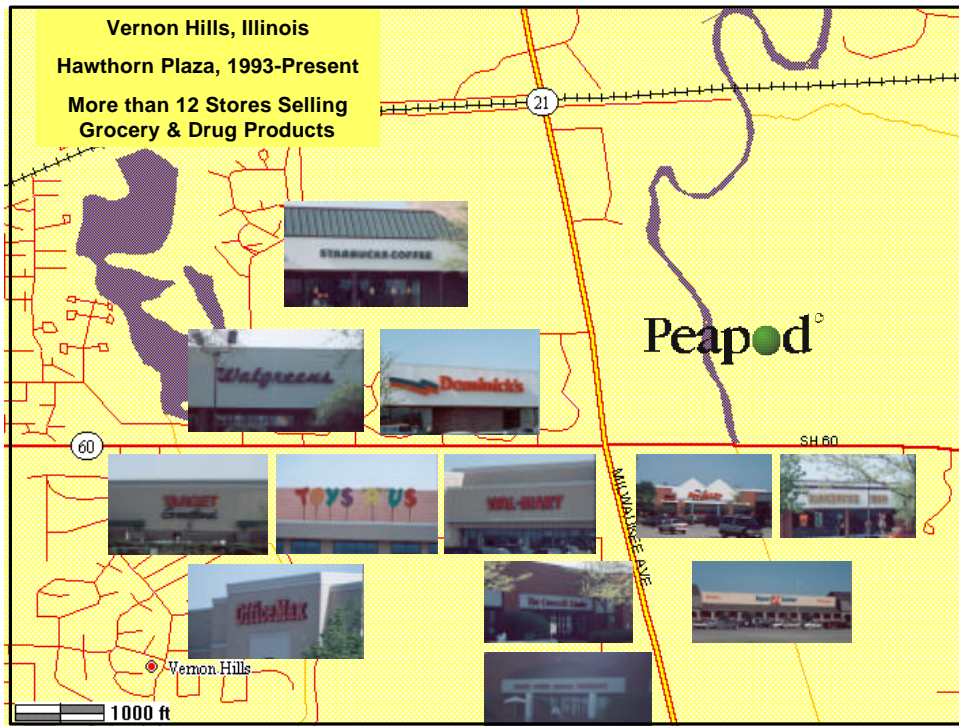 Vernon Hills, Illinois
Hawthorn Plaza, 1993-Present
More than 12 Stores Selling
Grocery & Drug Products
21
STARBUCKS COFFEE
Peapod
Walgreens
Dominick's
60
SH 60
TARGET
TOYS R US
WAL-MART
MILWAUKEE AVE
OfficeMax
Vernon Hills
1000 ft